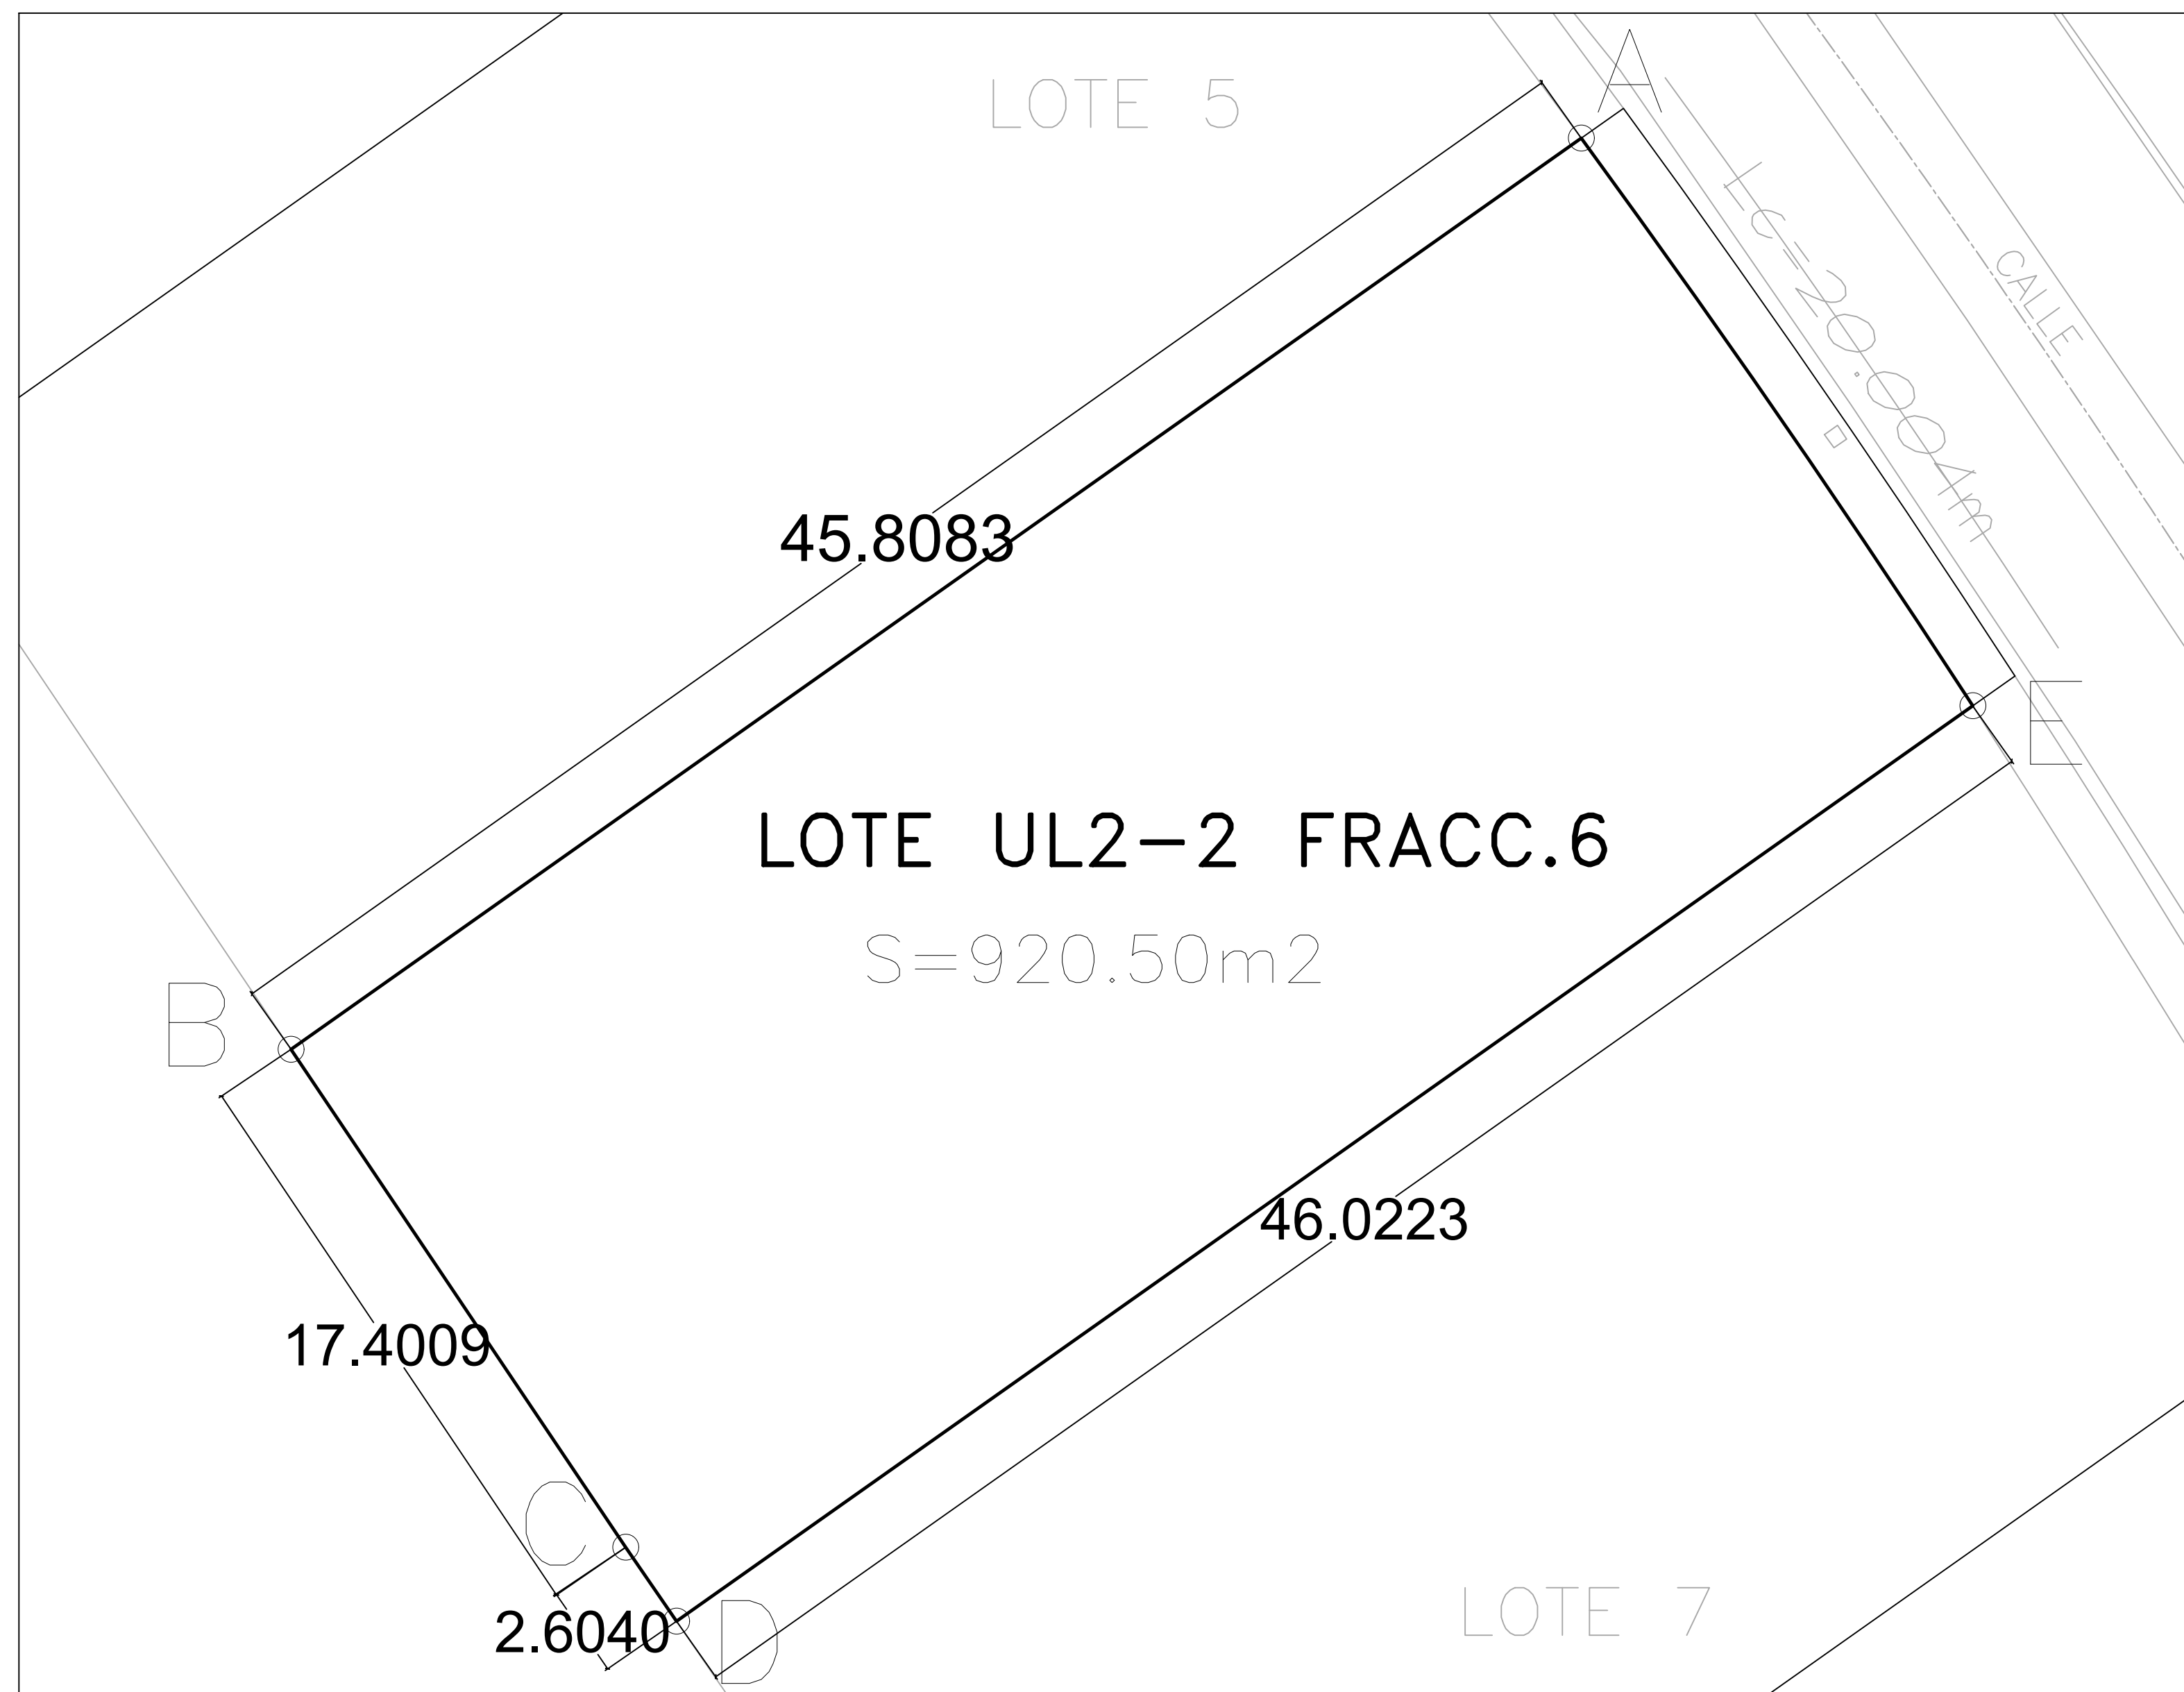 LOTE 5
A
Lc=20.00Am
CALLE
45.8083
E
LOTE UL2-2 FRACC.6
S=920.50m2
B
46.0223
17.4009
C
2.6040
D
LOTE 7